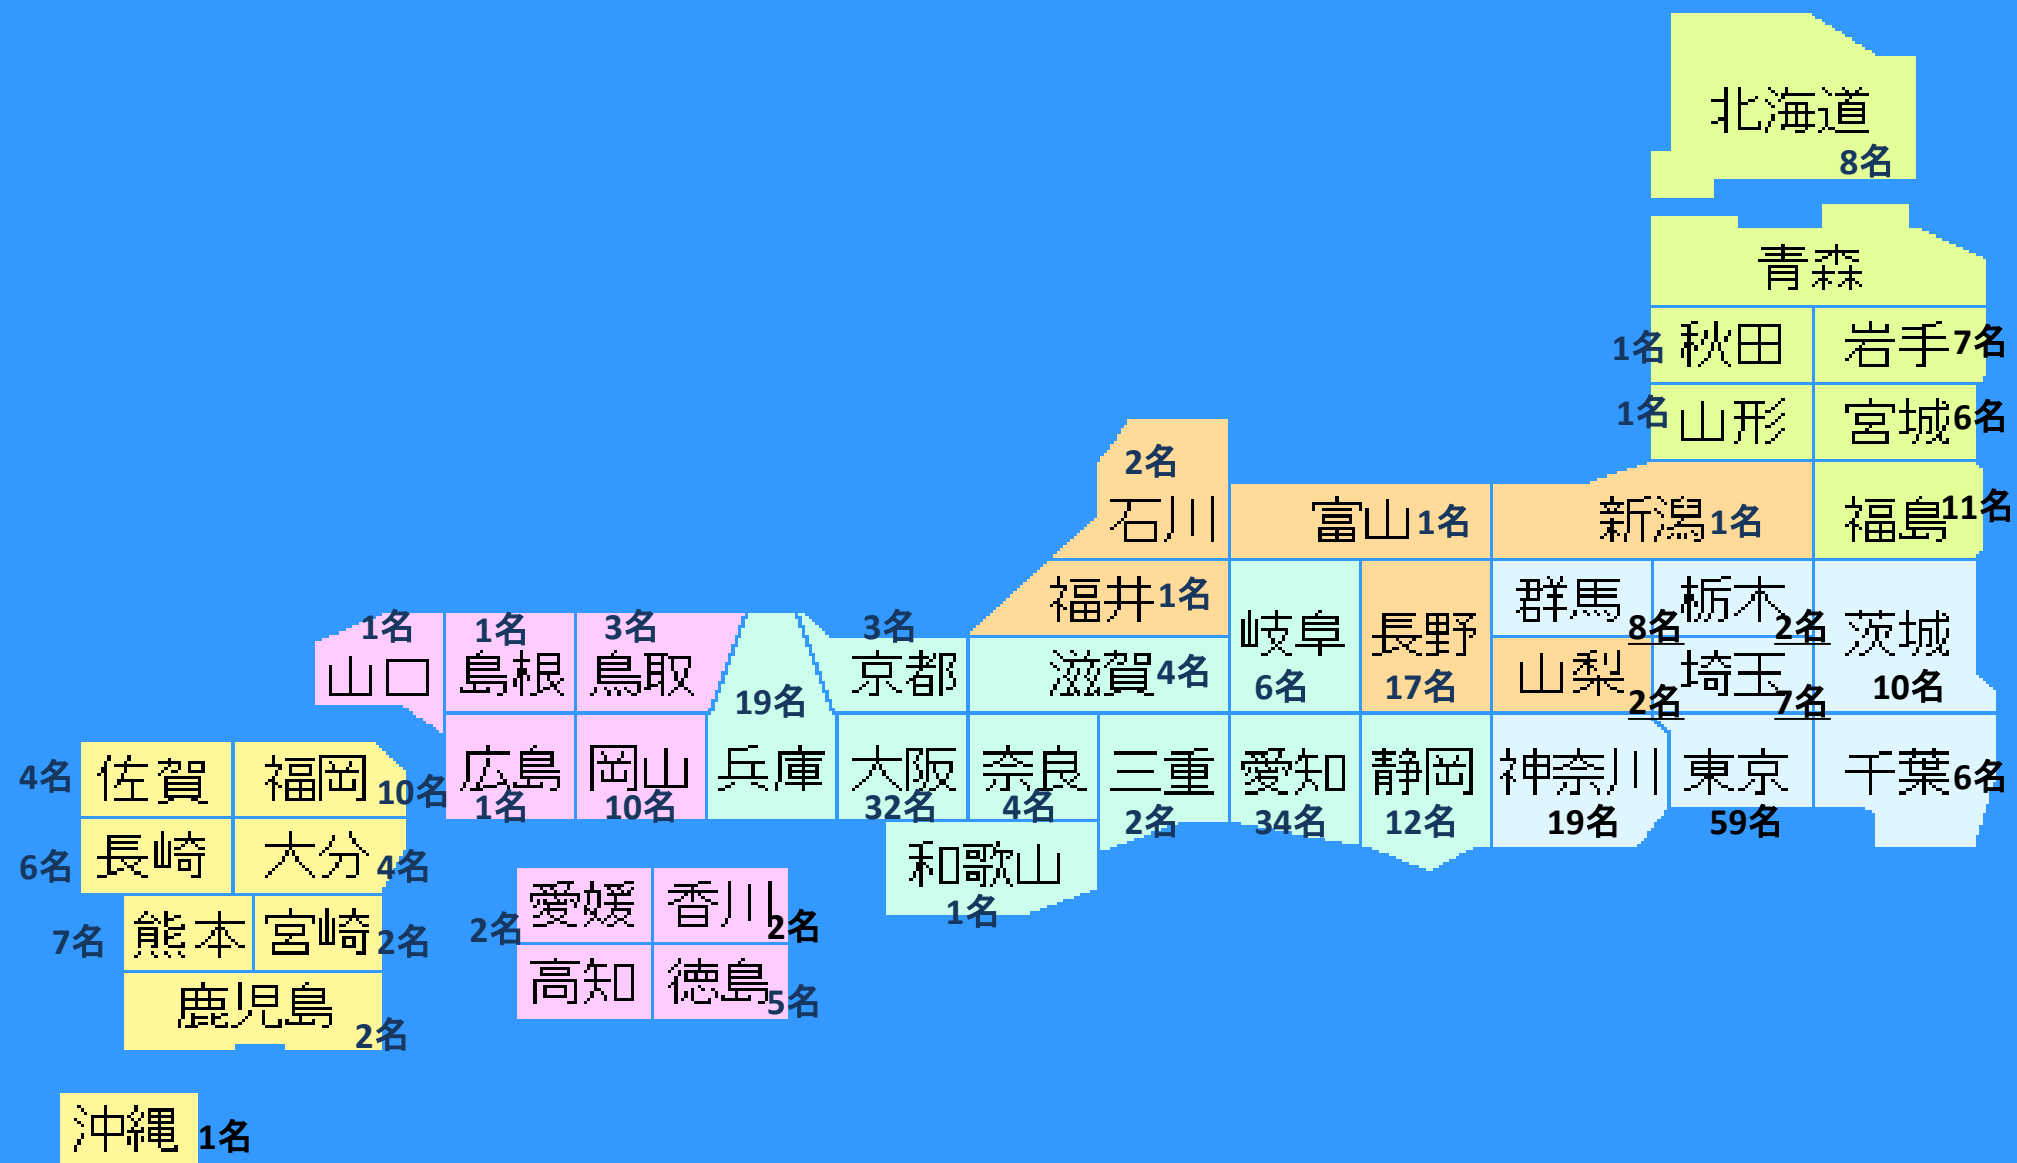 北海道
8名
青森
1名 秋田 岩手 7名
1名 山形 宮城 6名
2名
石川 富山 1名 新潟 1名 福島 11名
福井 1名 岐阜 6名 長野 17名 群馬 8名 栃木 2名 茨城 10名
1名 1名 3名 3名
山口 島根 鳥取 京都 滋賀 4名 山梨 2名 埼玉 7名
19名
広島 岡山 兵庫 大阪 奈良 三重 愛知 静岡 神奈川 東京 千葉 6名
1名 10名 32名 4名 2名 34名 12名 19名 59名
4名 佐賀 福岡 10名
6名 長崎 大分 4名
和歌山
1名
7名 熊本 宮崎 2名
2名 愛媛 香川 2名
高知 徳島 5名
鹿児島
2名
沖縄 1名